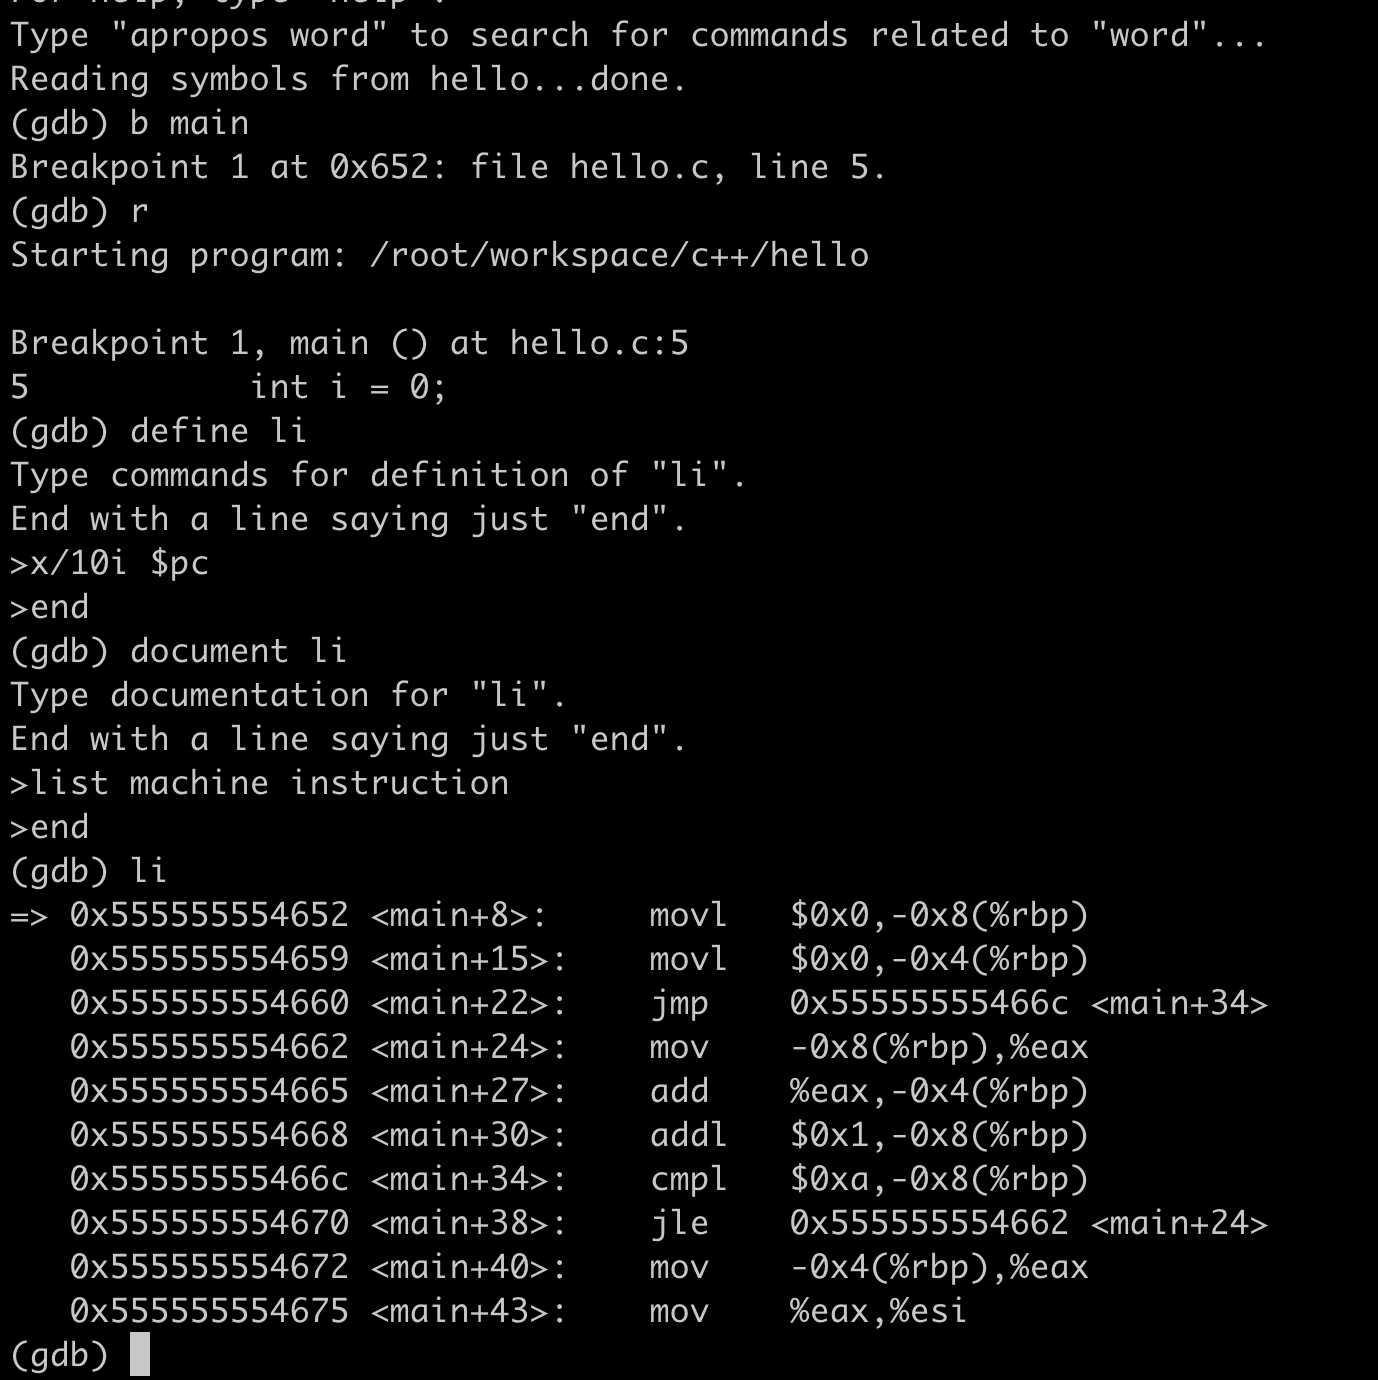 For help, type "help".
Type "apropos word" to search for commands related to "word"...
Reading symbols from hello...done.
(gdb) b main
Breakpoint 1 at 0x652: file hello.c, line 5.
(gdb) r
Starting program: /root/workspace/c++/hello
Breakpoint 1, main () at hello.c:5
5           int i = 0;
(gdb) define li
Type commands for definition of "li".
End with a line saying just "end".
>x/10i $pc
>end
(gdb) document li
Type documentation for "li".
End with a line saying just "end".
>list machine instruction
>end
(gdb) li
=> 0x555555554652 <main+8>:     movl   $0x0,-0x8(%rbp)
   0x555555554659 <main+15>:    movl   $0x0,-0x4(%rbp)
   0x555555554660 <main+22>:    jmp    0x55555555466c <main+34>
   0x555555554662 <main+24>:    mov    -0x8(%rbp),%eax
   0x555555554665 <main+27>:    add    %eax,-0x4(%rbp)
   0x555555554668 <main+30>:    addl   $0x1,-0x8(%rbp)
   0x55555555466c <main+34>:    cmpl   $0xa,-0x8(%rbp)
   0x555555554670 <main+38>:    jle    0x555555554662 <main+24>
   0x555555554672 <main+40>:    mov    -0x4(%rbp),%eax
   0x555555554675 <main+43>:    mov    %eax,%esi
(gdb)